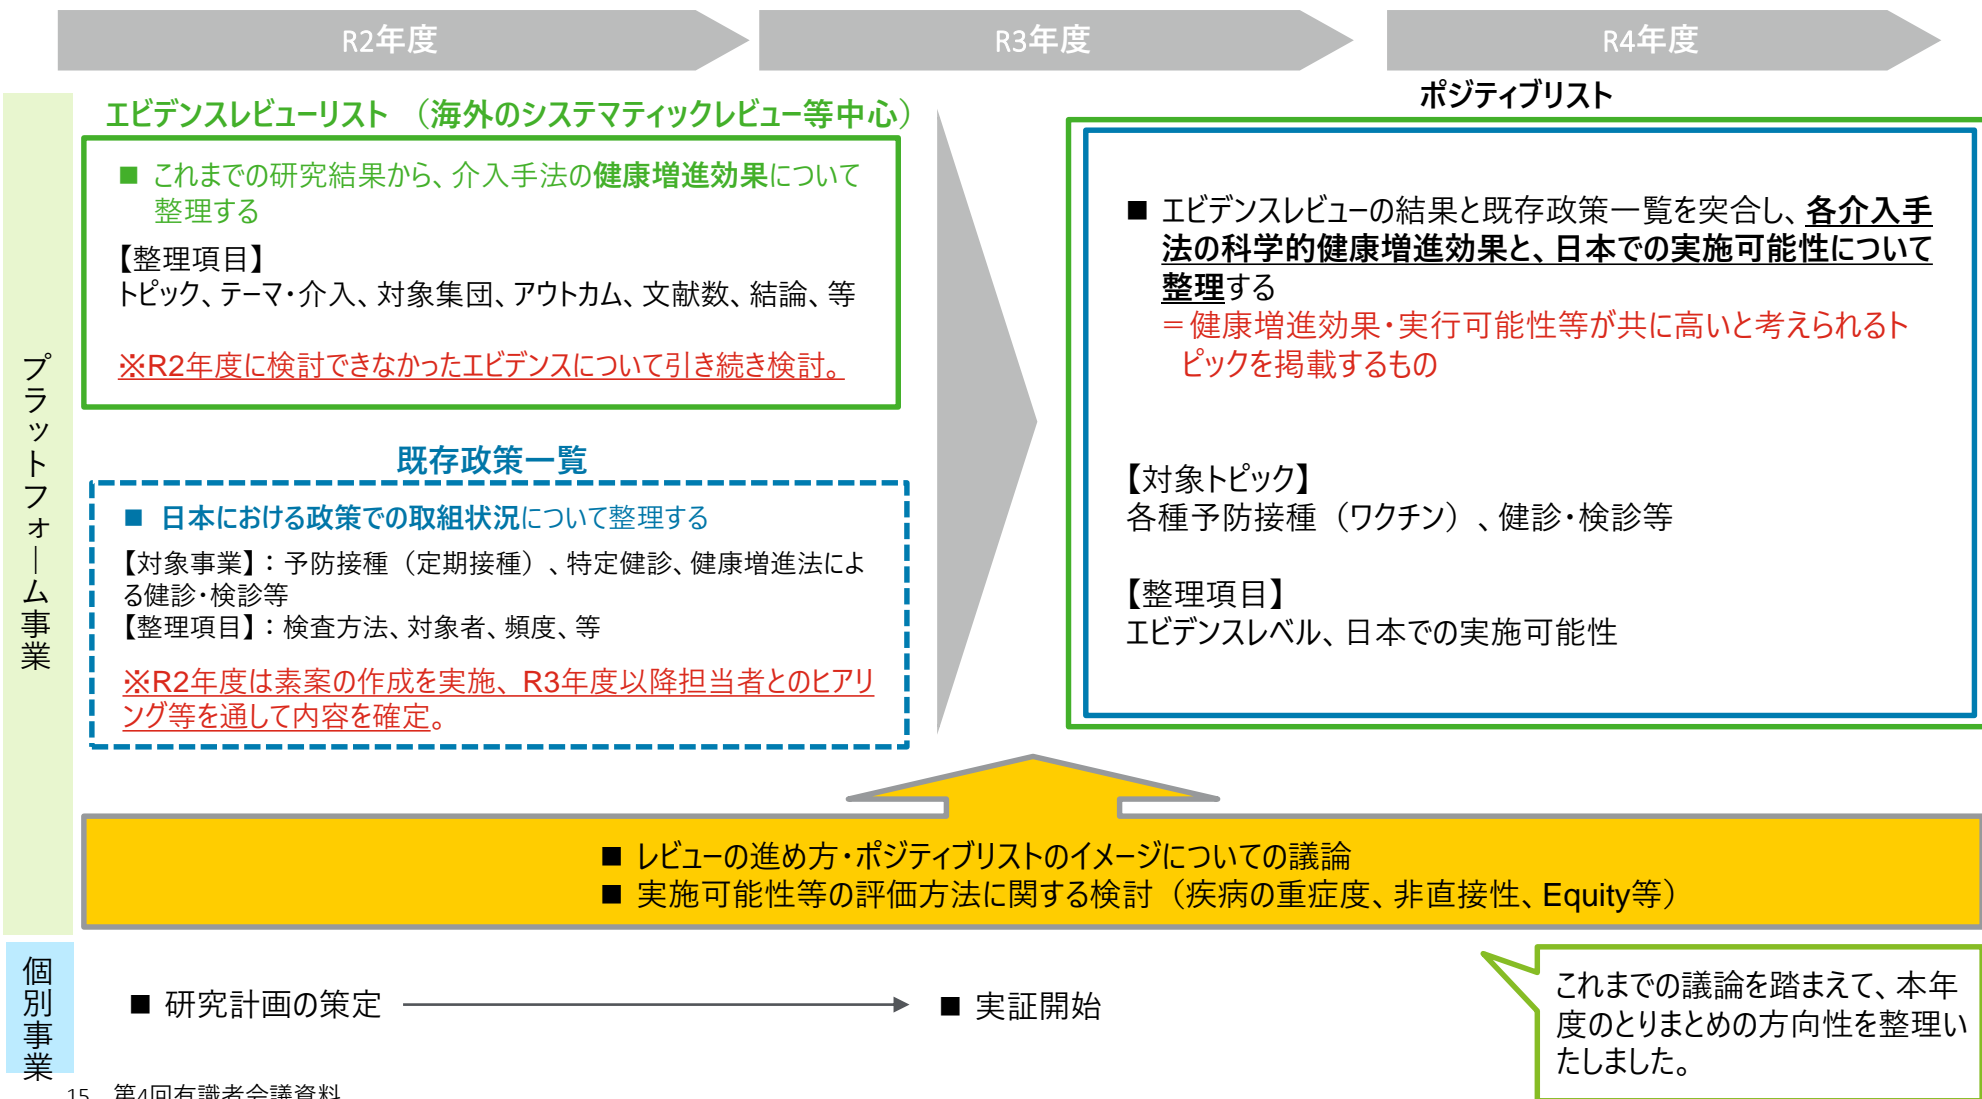 R2年度
R3年度
R4年度
プラットフォーム事業
エビデンスレビューリスト （海外のシステマティックレビュー等中心）
■ これまでの研究結果から、介入手法の健康増進効果について
整理する
【整理項目】
トピック、テーマ・介入、対象集団、アウトカム、文献数、結論、等
※R2年度に検討できなかったエビデンスについて引き続き検討。
既存政策一覧
■ 日本における政策での取組状況について整理する
【対象事業】：予防接種（定期接種）、特定健診、健康増進法によ
る健診・検診等
【整理項目】：検査方法、対象者、頻度、等
※R2年度は素案の作成を実施、R3年度以降担当者とのヒアリ
ング等を通して内容を確定。
ポジティブリスト
■ エビデンスレビューの結果と既存政策一覧を突合し、各介入手
法の科学的健康増進効果と、日本での実施可能性について
整理する
＝健康増進効果・実行可能性等が共に高いと考えられるト
ピックを掲載するもの
【対象トピック】
各種予防接種（ワクチン）、健診・検診等
【整理項目】
エビデンスレベル、日本での実施可能性
■ レビューの進め方・ポジティブリストのイメージについての議論
■ 実施可能性等の評価方法に関する検討（疾病の重症度、非直接性、Equity等）
個別事業
■ 研究計画の策定
■ 実証開始
これまでの議論を踏まえて、本年
度のとりまとめの方向性を整理い
たしました。
15 第4回有識者会議資料